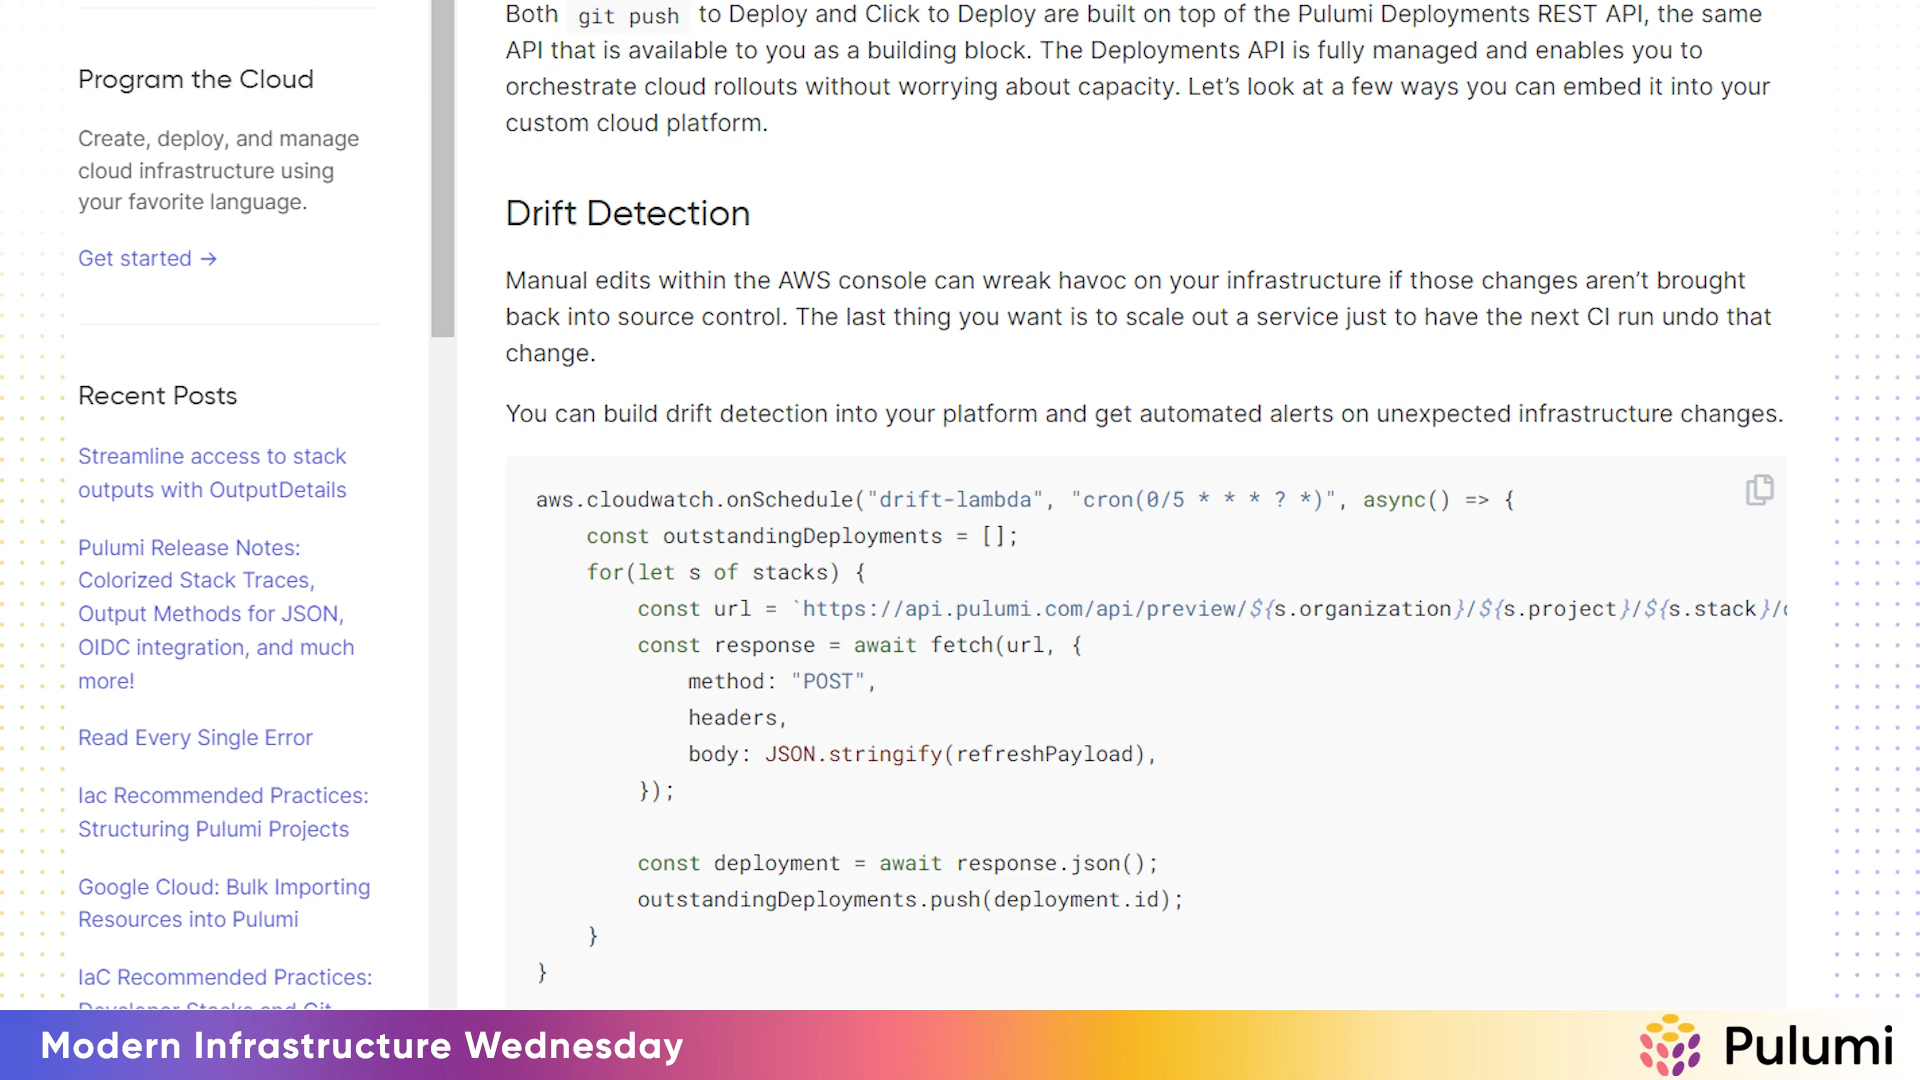 Program the Cloud
Create, deploy, and manage
cloud infrastructure using
your favorite language.
Get started →
Recent Posts
Streamline access to stack
outputs with OutputDetails
Pulumi Release Notes:
Colorized Stack Traces,
Output Methods for JSON,
OIDC integration, and much
more!
Read Every Single Error
Iac Recommended Practices:
Structuring Pulumi Projects
Google Cloud: Bulk Importing
Resources into Pulumi
IaC Recommended Practices:
Developer Stacks and Git
Both git push to Deploy and Click to Deploy are built on top of the Pulumi Deployments REST API, the same
API that is available to you as a building block. The Deployments API is fully managed and enables you to
orchestrate cloud rollouts without worrying about capacity. Let’s look at a few ways you can embed it into your
custom cloud platform.
Drift Detection
Manual edits within the AWS console can wreak havoc on your infrastructure if those changes aren’t brought
back into source control. The last thing you want is to scale out a service just to have the next CI run undo that
change.
You can build drift detection into your platform and get automated alerts on unexpected infrastructure changes.
aws.cloudwatch.onSchedule("drift-lambda", "cron(0/5 * * * ? *)", async() => {
const outstandingDeployments = [];
for(let s of stacks) {
const url = `https://api.pulumi.com/api/preview/${s.organization}/${s.project}/${s.stack}/
const response = await fetch(url, {
method: "POST",
headers,
body: JSON.stringify(refreshPayload),
});
const deployment = await response.json();
outstandingDeployments.push(deployment.id);
}
}
Modern Infrastructure Wednesday
Pulumi